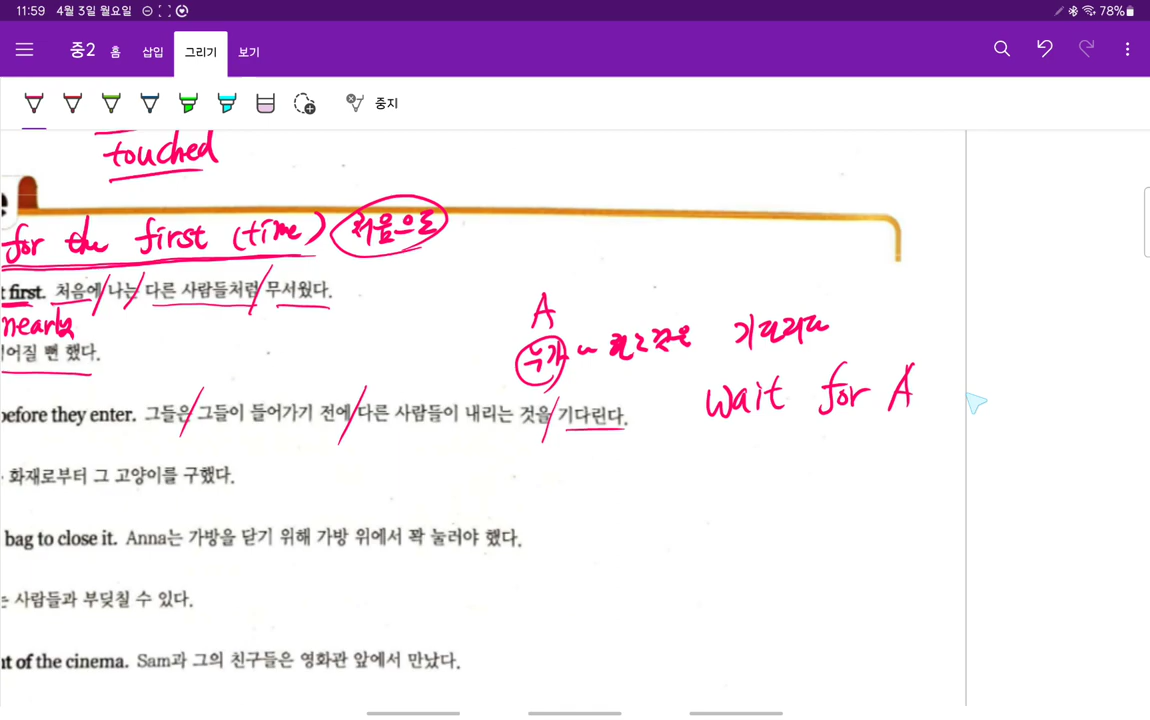 11:59 4월 3일 월요일 78%
중2 홈 삽입 그리기 보기
중지
touched
e
for the first (time) 처음으로
t first. 처음에 나는 다른 사람들처럼 무서웠다.
nearly
A
어질 뻔 했다.
누가 ~ 기다리다
wait for A
before they enter. 그들은 그들이 들어가기 전에 다른 사람들이 내리는 것을 기다린다.
화재로부터 그 고양이를 구했다.
bag to close it. Anna는 가방을 닫기 위해 가방 위에서 꽉 눌러야 했다.
는 사람들과 부딪칠 수 있다.
nt of the cinema. Sam과 그의 친구들은 영화관 앞에서 만났다.